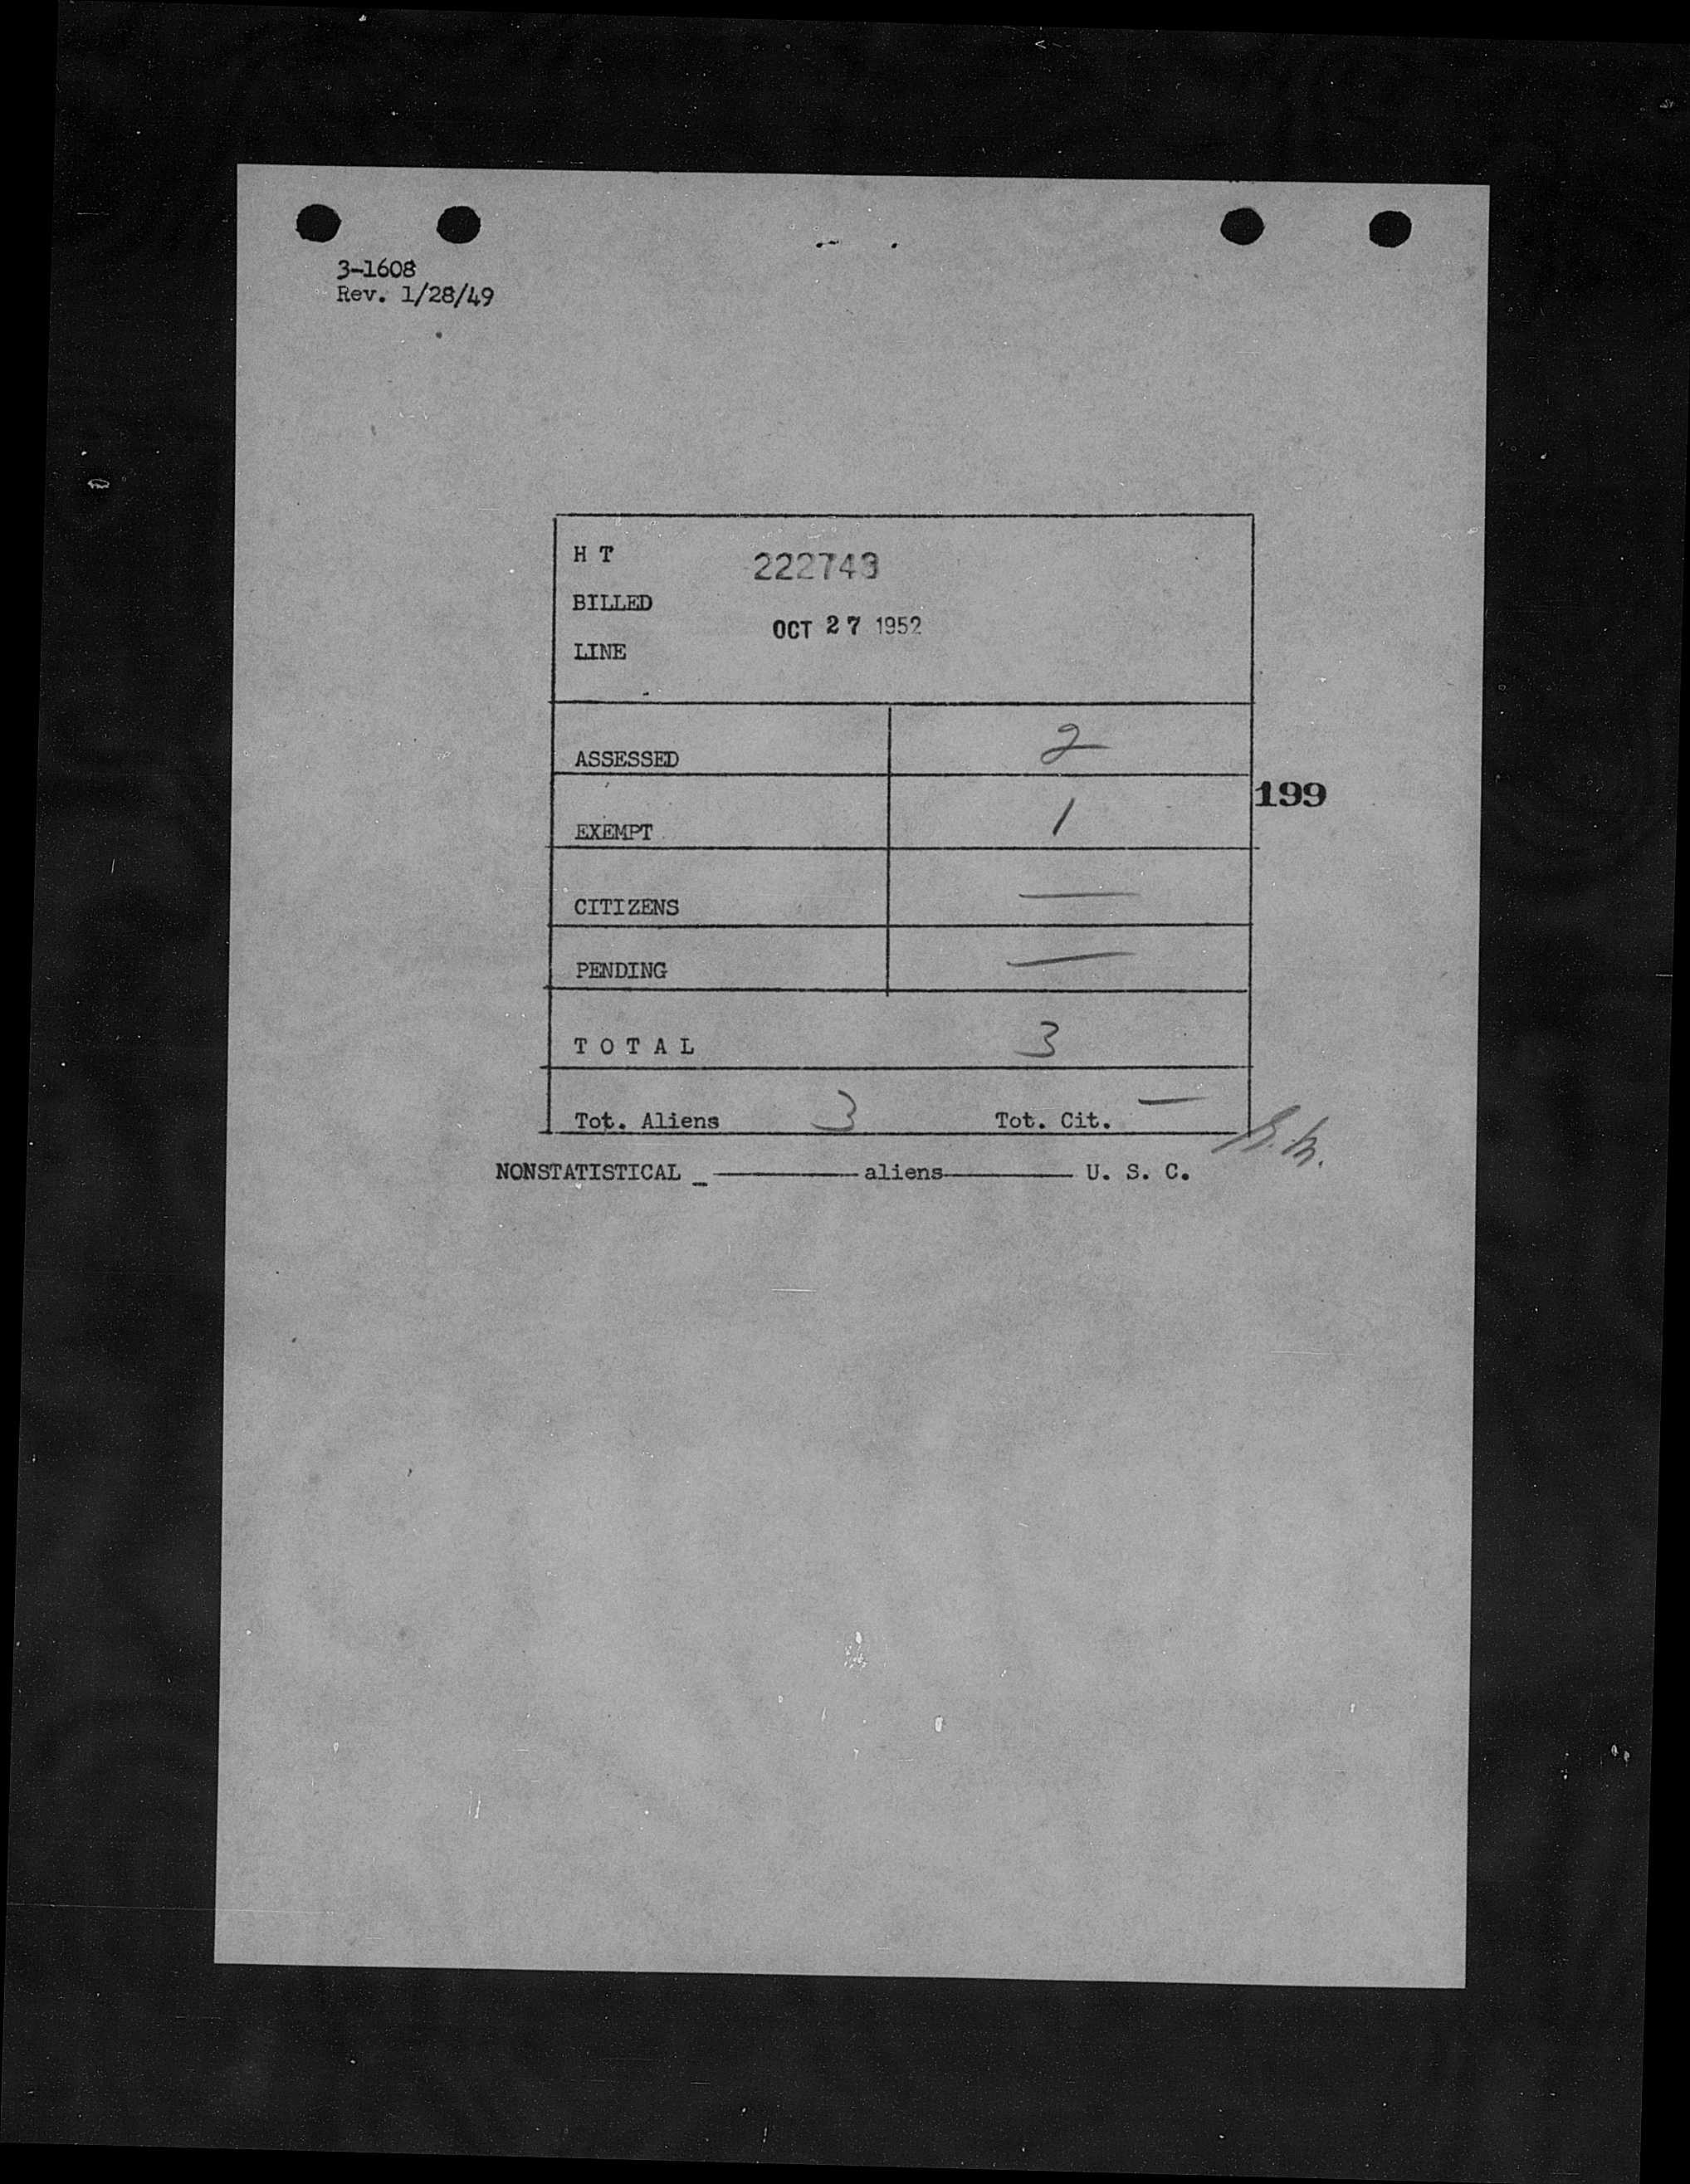 3-1608
Rev. 1/28/49
H T 222743
BILLED
OCT 27 1952
LINE
ASSESSED 2
199
EXEMPT 1
CITIZENS —
PENDING —
T O T A L 3
Tot. Aliens 3 Tot. Cit. —
NONSTATISTICAL _ ———— aliens ———— U. S. C.